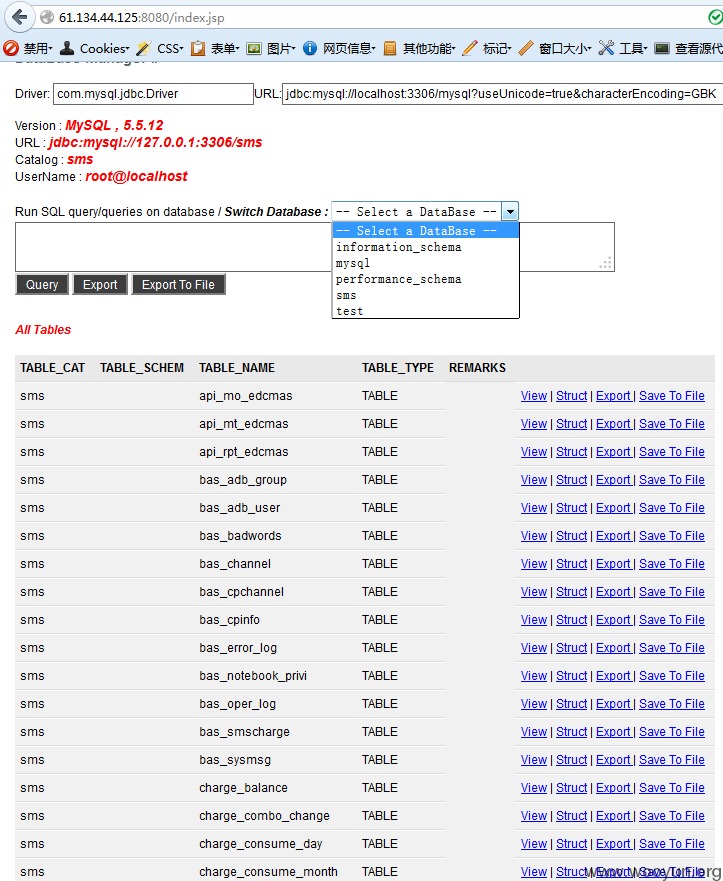 61.134.44.125:8080/index.jsp
禁用· Cookies· CSS· 表单· 图片· 网页信息· 其他功能· 标记· 窗口大小· 工具· 查看源代
DataBase Manager »
Driver: com.mysql.jdbc.Driver URL: jdbc:mysql://localhost:3306/mysql?useUnicode=true&characterEncoding=GBK
Version : MySQL , 5.5.12
URL : jdbc:mysql://127.0.0.1:3306/sms
Catalog : sms
UserName : root@localhost
Run SQL query/queries on database / Switch Database : -- Select a DataBase --
-- Select a DataBase --
information_schema
mysql
performance_schema
sms
test
Query Export Export To File
All Tables
TABLE_CAT TABLE_SCHEM TABLE_NAME TABLE_TYPE REMARKS
sms api_mo_edcmas TABLE View | Struct | Export | Save To File
sms api_mt_edcmas TABLE View | Struct | Export | Save To File
sms api_rpt_edcmas TABLE View | Struct | Export | Save To File
sms bas_adb_group TABLE View | Struct | Export | Save To File
sms bas_adb_user TABLE View | Struct | Export | Save To File
sms bas_badwords TABLE View | Struct | Export | Save To File
sms bas_channel TABLE View | Struct | Export | Save To File
sms bas_cpchannel TABLE View | Struct | Export | Save To File
sms bas_cpinfo TABLE View | Struct | Export | Save To File
sms bas_error_log TABLE View | Struct | Export | Save To File
sms bas_notebook_privi TABLE View | Struct | Export | Save To File
sms bas_oper_log TABLE View | Struct | Export | Save To File
sms bas_smscharge TABLE View | Struct | Export | Save To File
sms bas_sysmsg TABLE View | Struct | Export | Save To File
sms charge_balance TABLE View | Struct | Export | Save To File
sms charge_combo_change TABLE View | Struct | Export | Save To File
sms charge_consume_day TABLE View | Struct | Export | Save To File
sms charge_consume_month TABLE View | Struct | Export | Save To File
www.wooyun.org